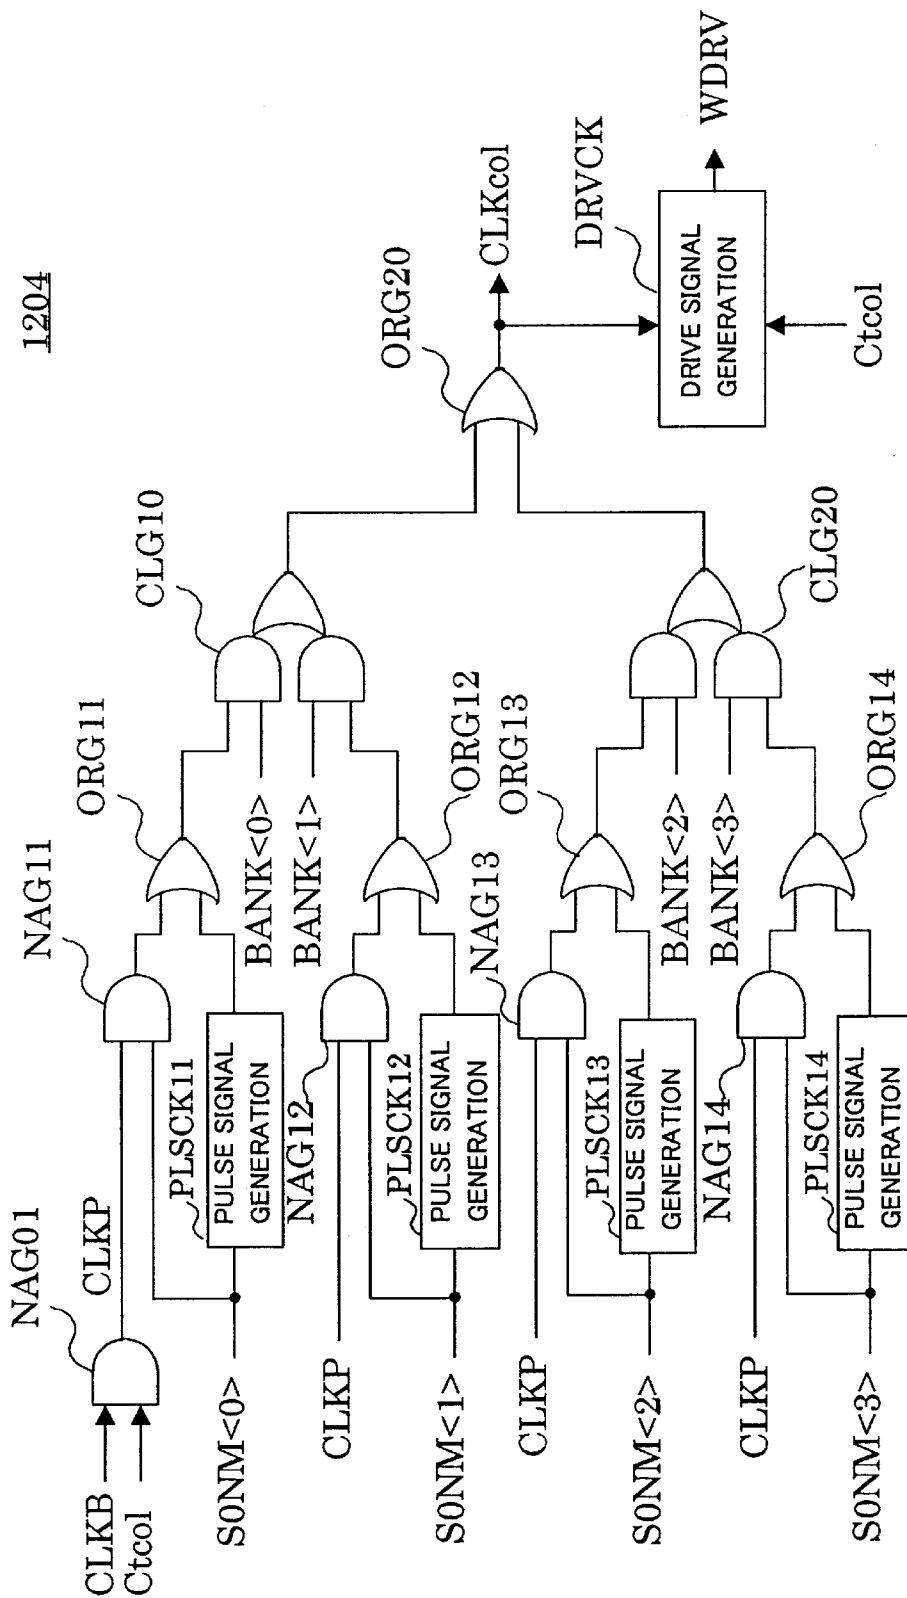 1204
NAG01
CLKB
Ctcol
CLKP
NAG11
ORG11
CLG10
S0NM<0>
PLSCK11
PULSE SIGNAL
GENERATION
BANK<0>
BANK<1>
CLKP
NAG12
ORG12
S0NM<1>
PLSCK12
PULSE SIGNAL
GENERATION
ORG20
CLKcol
DRVCK
DRIVE SIGNAL
GENERATION
WDRV
Ctcol
CLKP
NAG13
ORG13
S0NM<2>
PLSCK13
PULSE SIGNAL
GENERATION
BANK<2>
BANK<3>
CLG20
CLKP
NAG14
ORG14
S0NM<3>
PLSCK14
PULSE SIGNAL
GENERATION